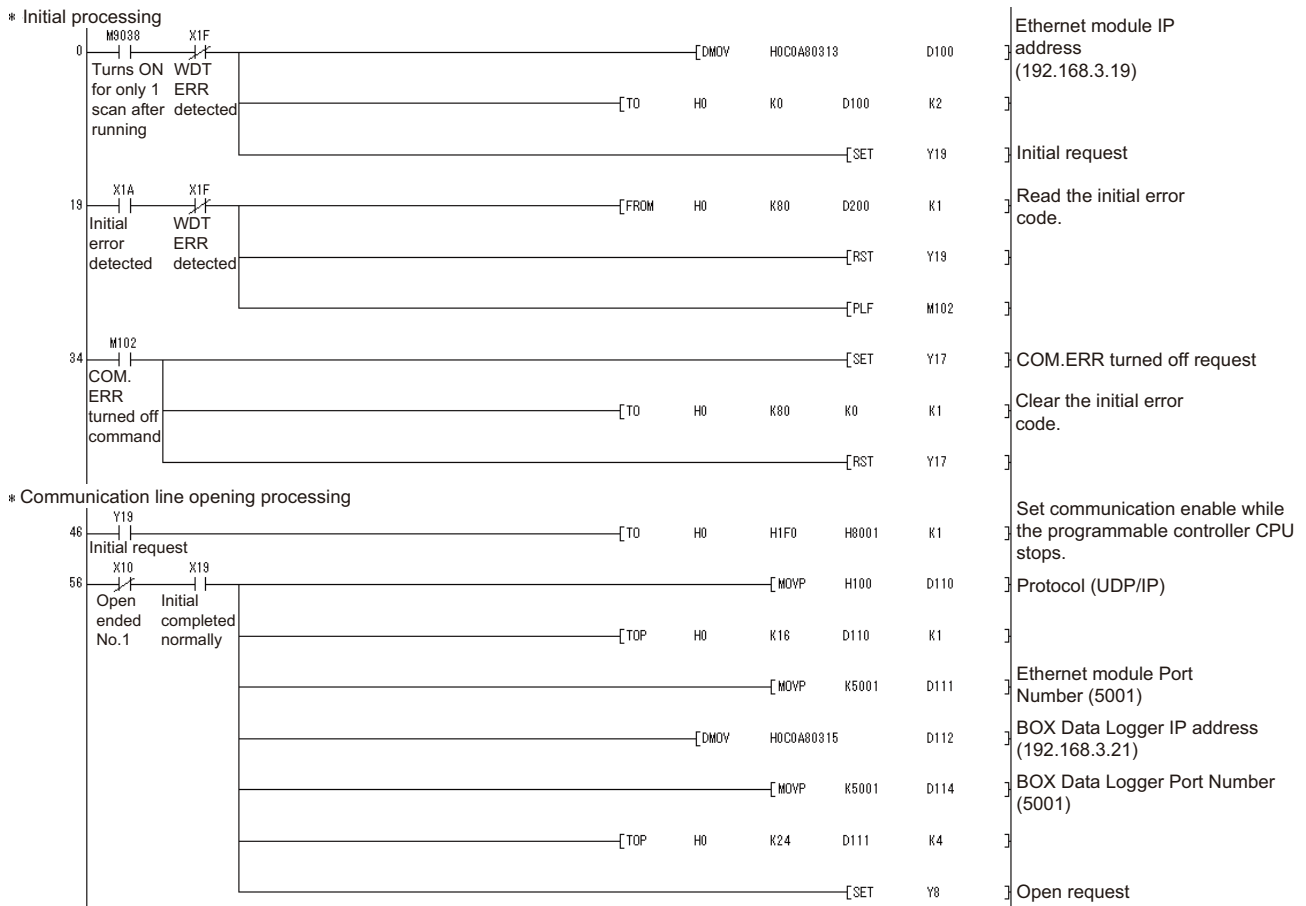 * Initial processing
M9038 X1F
0 [DMOV H0C0A80313 D100 ] Ethernet module IP
address
(192.168.3.19)
Turns ON WDT
for only 1 ERR
scan after detected
running
[TO H0 K0 D100 K2 ]
[SET Y19 ] Initial request
X1A X1F
19 [FROM H0 K80 D200 K1 ] Read the initial error
code.
Initial WDT
error ERR
detected detected
[RST Y19 ]
[PLF M102 ]
M102
34 [SET Y17 ] COM.ERR turned off request
COM.
ERR
turned off
command
[TO H0 K80 K0 K1 ] Clear the initial error
code.
[RST Y17 ]
* Communication line opening processing
Y19
46 [TO H0 H1F0 H8001 K1 ] Set communication enable while
the programmable controller CPU
stops.
Initial request
X10 X19
56 [MOVP H100 D110 ] Protocol (UDP/IP)
Open Initial
ended completed
No.1 normally
[TOP H0 K16 D110 K1 ]
[MOVP K5001 D111 ] Ethernet module Port
Number (5001)
[DMOV H0C0A80315 D112 ] BOX Data Logger IP address
(192.168.3.21)
[MOVP K5001 D114 ] BOX Data Logger Port Number
(5001)
[TOP H0 K24 D111 K4 ]
[SET Y8 ] Open request